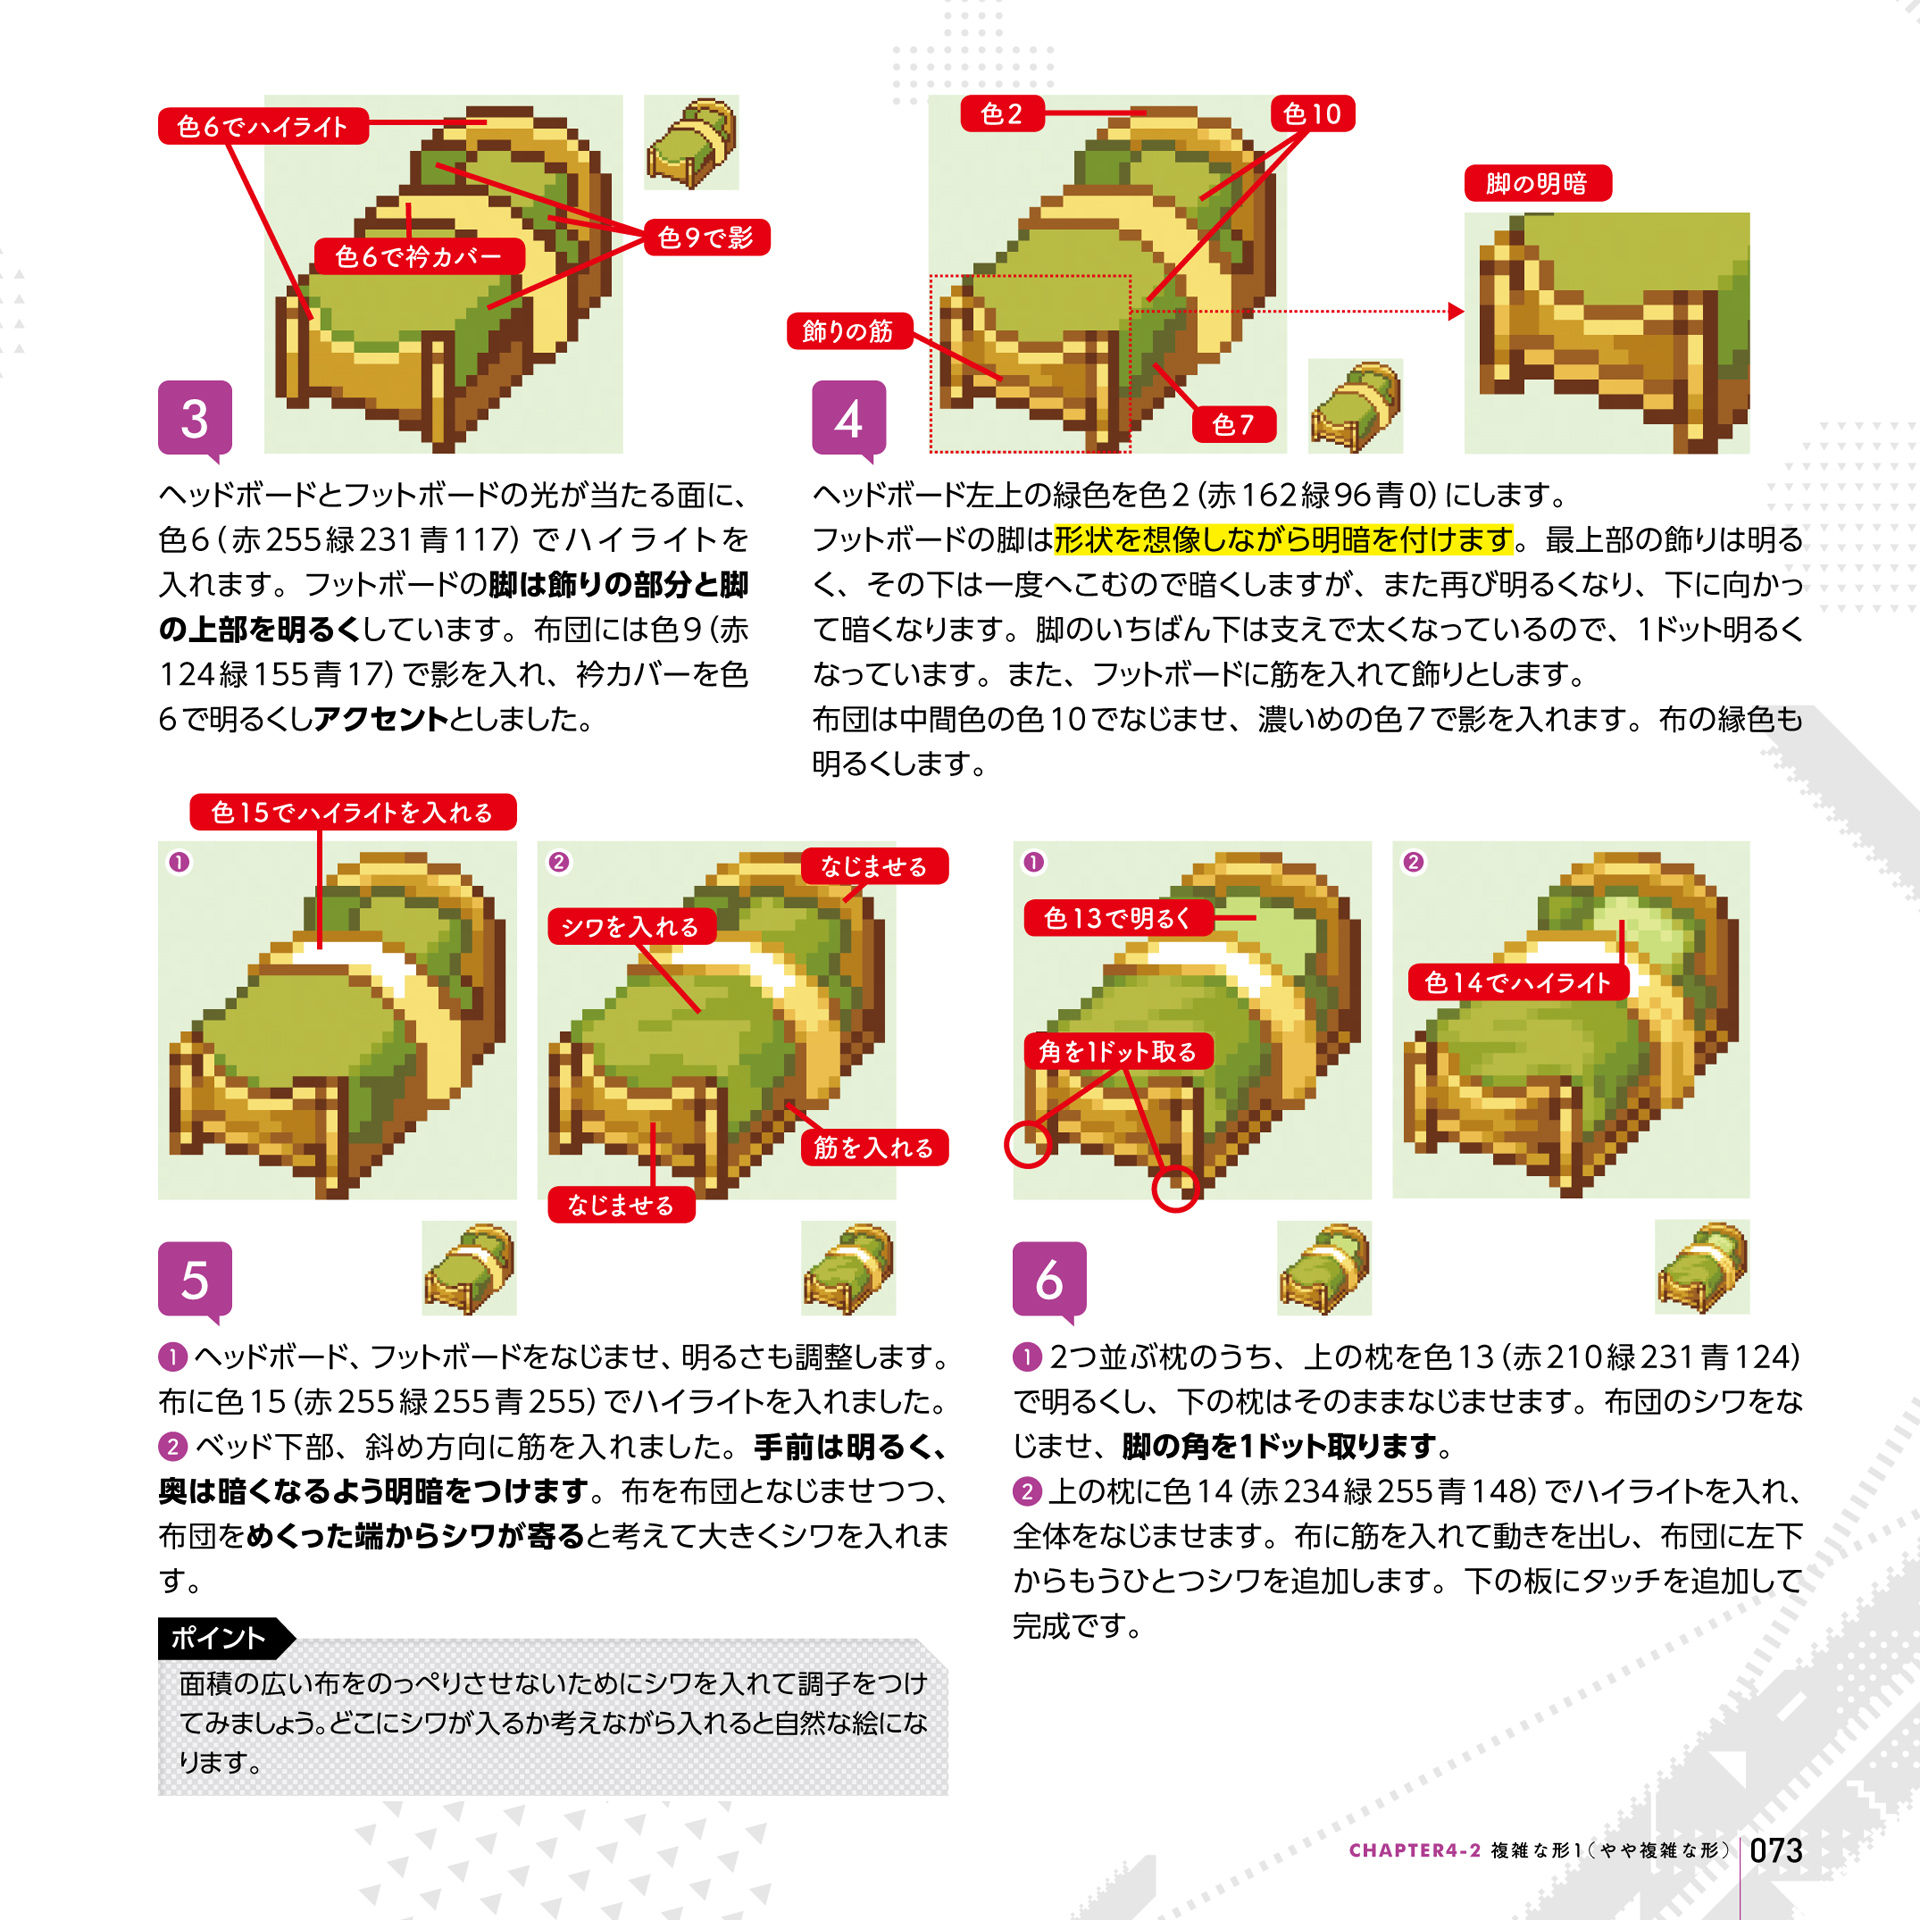 色6でハイライト
色6で衿カバー
色9で影
3
ヘッドボードとフットボードの光が当たる面に、
色6（赤255緑231青117）でハイライトを
入れます。フットボードの脚は飾りの部分と脚
の上部を明るくしています。布団には色9（赤
124緑155青17）で影を入れ、衿カバーを色
6で明るくしアクセントとしました。
色2
色10
脚の明暗
飾りの筋
色7
4
ヘッドボード左上の緑色を色2（赤162緑96青0）にします。
フットボードの脚は形状を想像しながら明暗を付けます。最上部の飾りは明る
く、その下は一度へこむので暗くしますが、また再び明るくなり、下に向かっ
て暗くなります。脚のいちばん下は支えで太くなっているので、1ドット明るく
なっています。また、フットボードに筋を入れて飾りとします。
布団は中間色の色10でなじませ、濃いめの色7で影を入れます。布の縁色も
明るくします。
色15でハイライトを入れる
1
2
なじませる
シワを入れる
筋を入れる
なじませる
5
1 ヘッドボード、フットボードをなじませ、明るさも調整します。
布に色15（赤255緑255青255）でハイライトを入れました。
2 ベッド下部、斜め方向に筋を入れました。手前は明るく、
奥は暗くなるよう明暗をつけます。布を布団となじませつつ、
布団をめくった端からシワが寄ると考えて大きくシワを入れま
す。
ポイント
面積の広い布をのっぺりさせないためにシワを入れて調子をつけ
てみましょう。どこにシワが入るか考えながら入れると自然な絵にな
ります。
1
2
色13で明るく
色14でハイライト
角を1ドット取る
6
1 2つ並ぶ枕のうち、上の枕を色13（赤210緑231青124）
で明るくし、下の枕はそのままなじませます。布団のシワをな
じませ、脚の角を1ドット取ります。
2 上の枕に色14（赤234緑255青148）でハイライトを入れ、
全体をなじませます。布に筋を入れて動きを出し、布団に左下
からもうひとつシワを追加します。下の板にタッチを追加して
完成です。
CHAPTER4-2 複雑な形1（やや複雑な形） 073